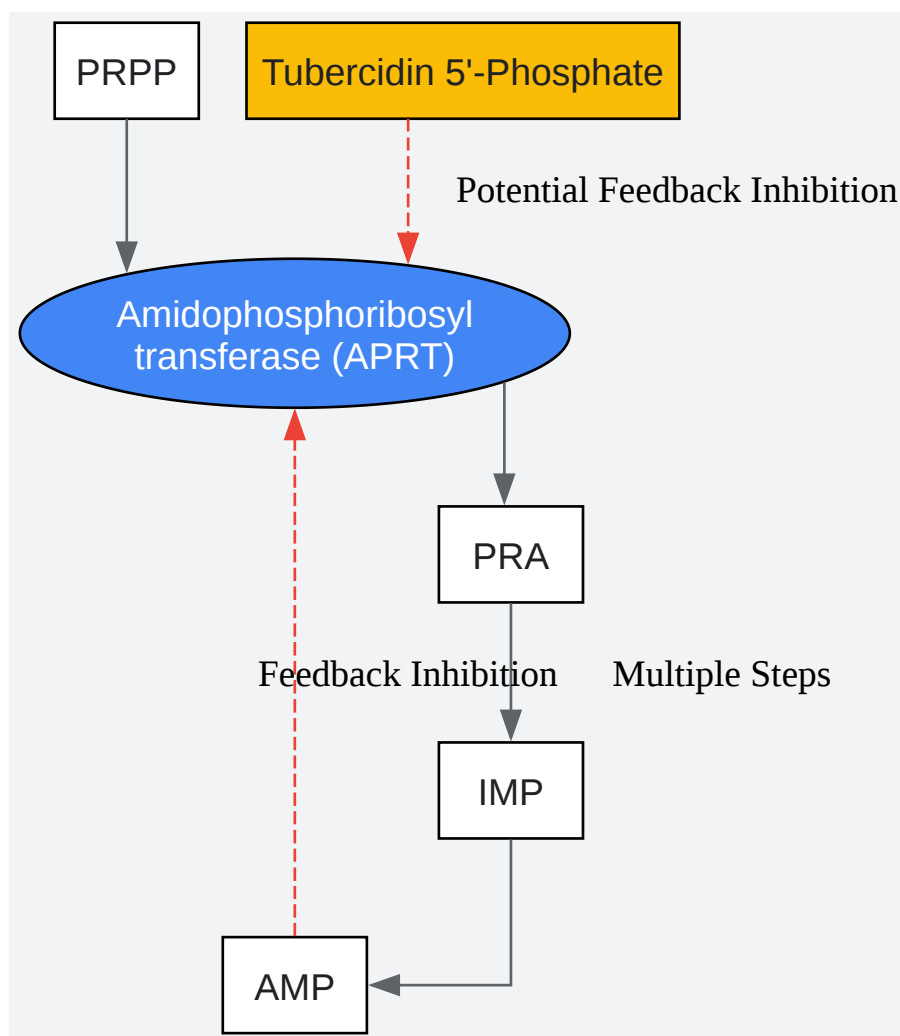 PRPP
Tubercidin 5'-Phosphate
Potential Feedback Inhibition
Amidophosphoribosyl
transferase (APRT)
PRA
Feedback Inhibition
Multiple Steps
IMP
AMP